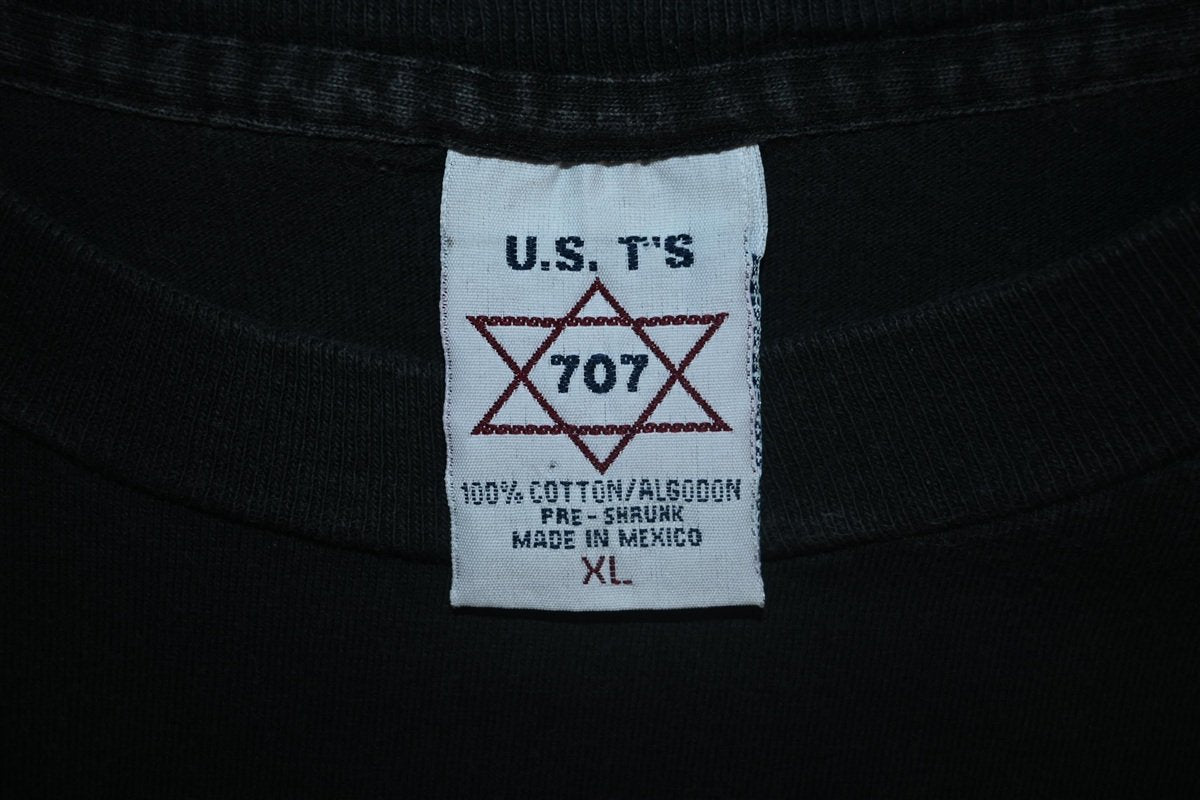 U.S. T'S
707
100% COTTON/ALGODON
PRE-SHRUNK
MADE IN MEXICO
XL